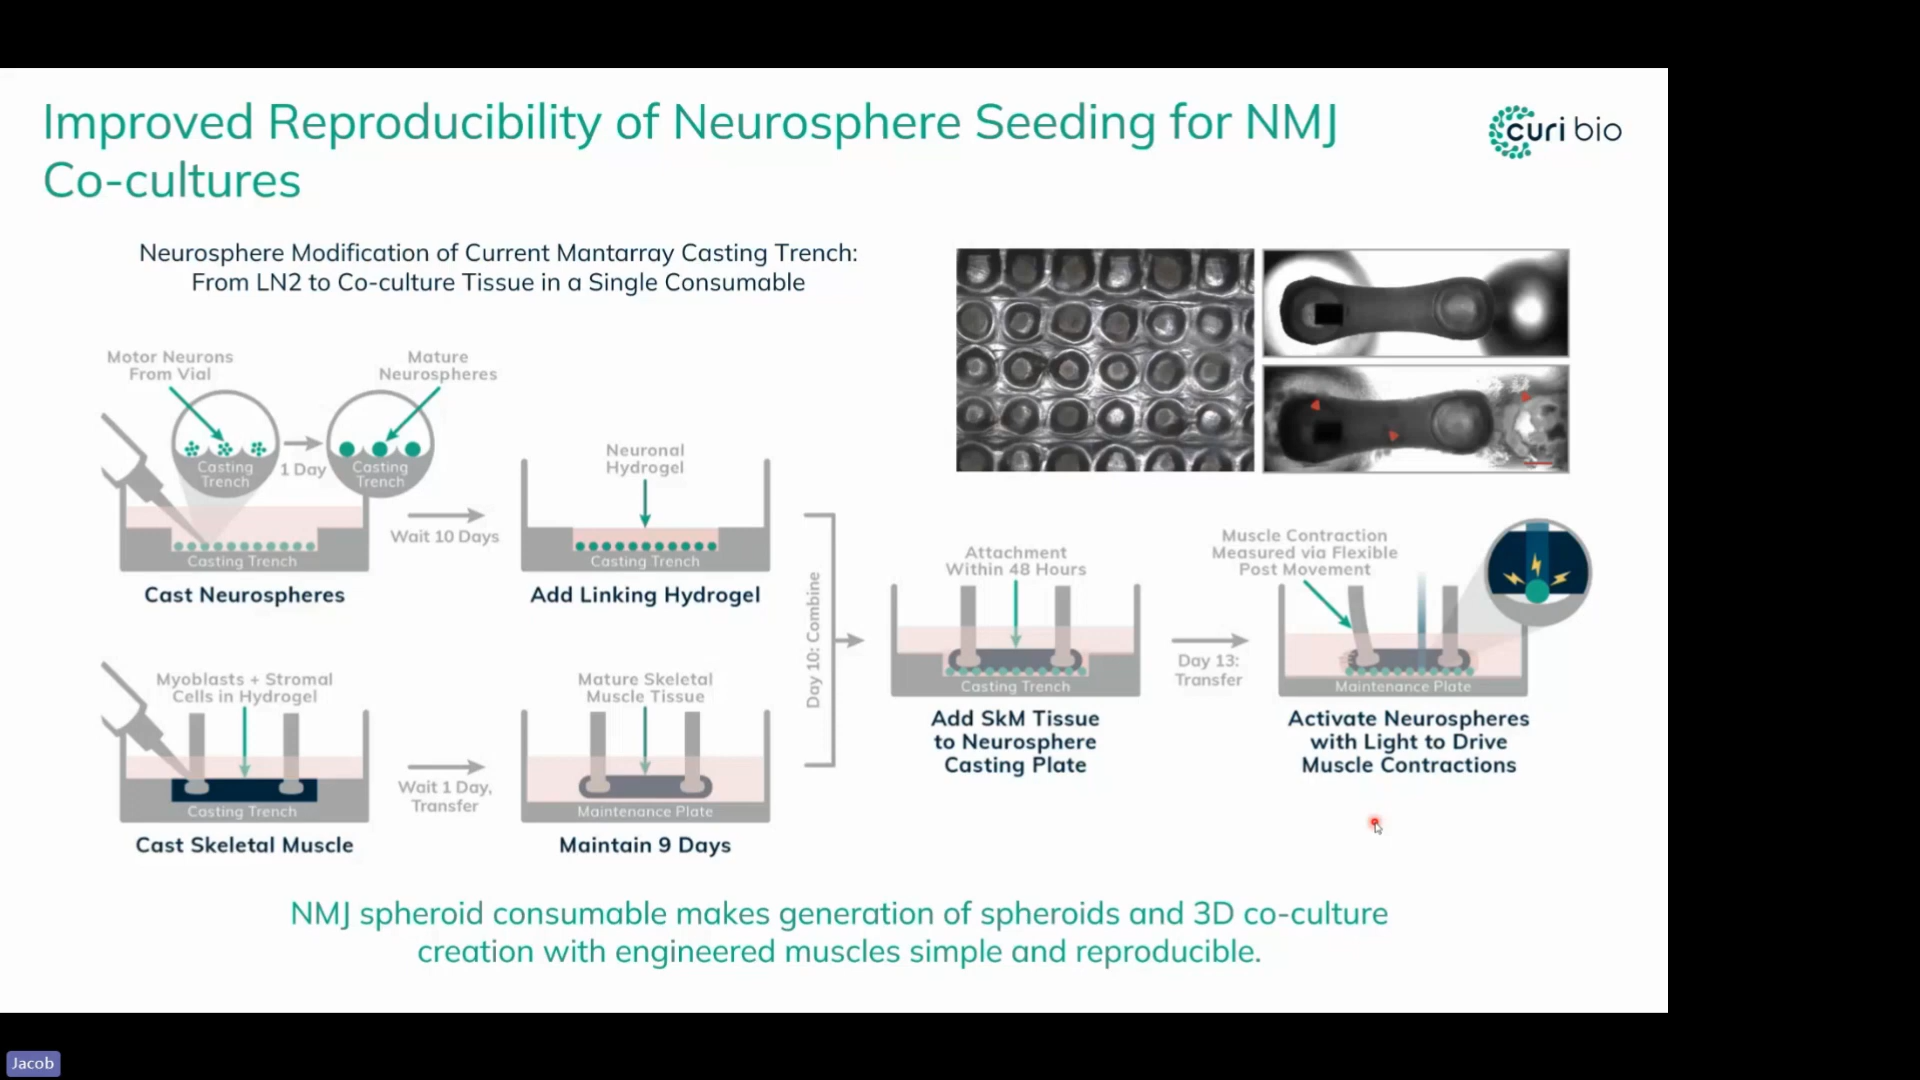 Improved Reproducibility of Neurosphere Seeding for NMJ
Co-cultures
curi bio
Neurosphere Modification of Current Mantarray Casting Trench:
From LN2 to Co-culture Tissue in a Single Consumable
Motor Neurons
From Vial
Mature
Neurospheres
Casting
Trench
1 Day
Casting
Trench
Casting Trench
Cast Neurospheres
Wait 10 Days
Neuronal
Hydrogel
Casting Trench
Add Linking Hydrogel
Myoblasts + Stromal
Cells in Hydrogel
Casting Trench
Cast Skeletal Muscle
Wait 1 Day,
Transfer
Mature Skeletal
Muscle Tissue
Maintenance Plate
Maintain 9 Days
Day 10: Combine
Attachment
Within 48 Hours
Casting Trench
Add SkM Tissue
to Neurosphere
Casting Plate
Day 13:
Transfer
Muscle Contraction
Measured via Flexible
Post Movement
Maintenance Plate
Activate Neurospheres
with Light to Drive
Muscle Contractions
NMJ spheroid consumable makes generation of spheroids and 3D co-culture
creation with engineered muscles simple and reproducible.
Jacob